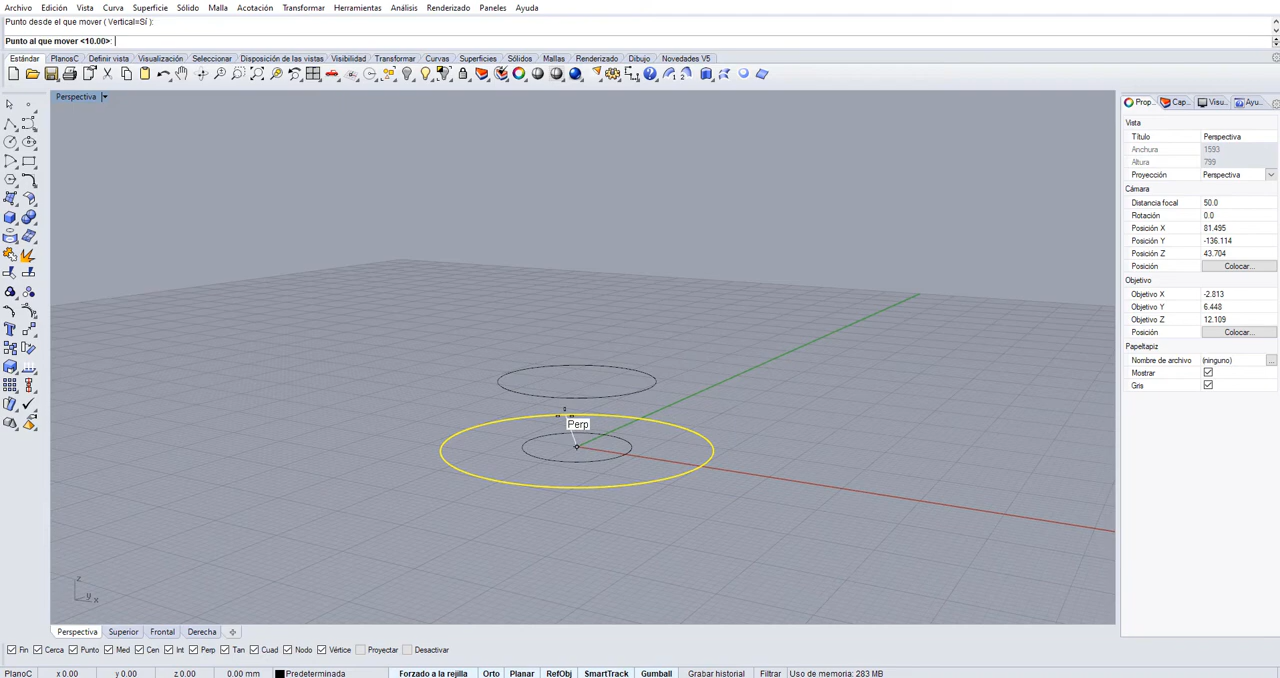 Archivo Edición Vista Curva Superficie Sólido Malla Acotación Transformar Herramientas Análisis Renderizado Paneles Ayuda
Punto desde el que mover ( Vertical=Sí ):
Punto al que mover <10.00>:
Estándar PlanosC Definir vista Visualización Seleccionar Disposición de las vistas Visibilidad Transformar Curvas Superficies Sólidos Mallas Renderizado Dibujo Novedades V5
Perspectiva
Prop... Cap... Visu... Ayu...
Vista
Título Perspectiva
Anchura 1593
Altura 799
Proyección Perspectiva
Cámara
Distancia focal 50.0
Rotación 0.0
Posición X 81.495
Posición Y -136.114
Posición Z 43.704
Posición Colocar...
Objetivo
Objetivo X -2.813
Objetivo Y 6.448
Objetivo Z 12.109
Posición Colocar...
Papeltapiz
Nombre de archivo (ninguno)
Mostrar
Gris
Perp
z
y x
Perspectiva Superior Frontal Derecha
Fin Cerca Punto Med Cen Int Perp Tan Cuad Nodo Vértice Proyectar Desactivar
PlanoC x 0.00 y 0.00 z 0.00 0.00 mm Predeterminada Forzado a la rejilla Orto Planar RefObj SmartTrack Gumball Grabar historial Filtrar Uso de memoria: 283 MB